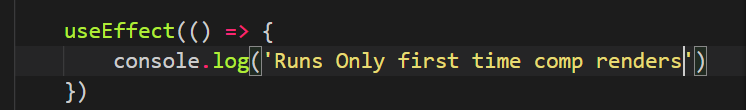 useEffect(() => {
console.log('Runs Only first time comp renders')
})